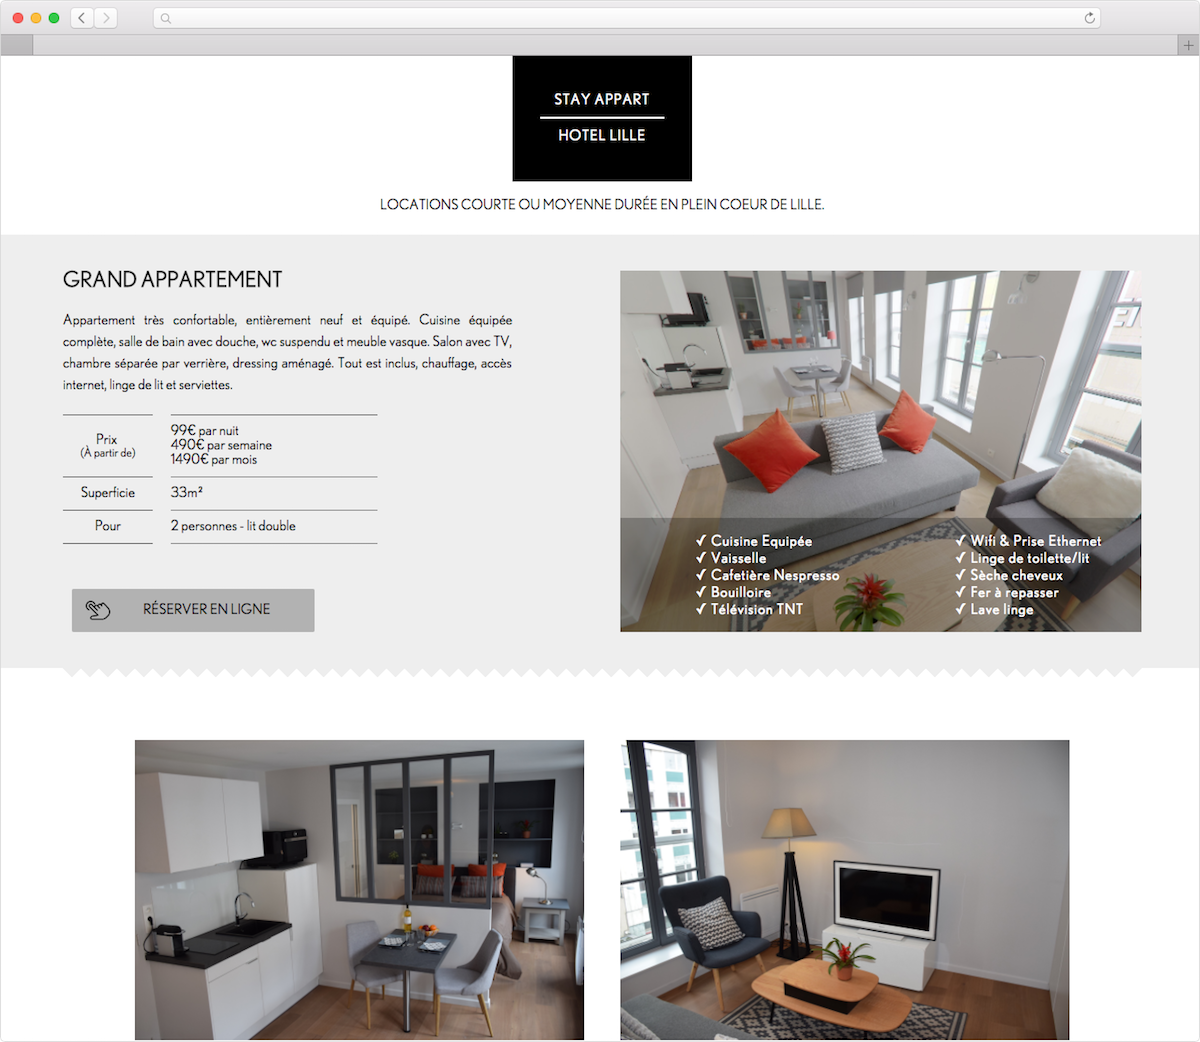 STAY APPART
HOTEL LILLE
LOCATIONS COURTE OU MOYENNE DURÉE EN PLEIN COEUR DE LILLE.
GRAND APPARTEMENT
Appartement très confortable, entièrement neuf et équipé. Cuisine équipée
complète, salle de bain avec douche, wc suspendu et meuble vasque. Salon avec TV,
chambre séparée par verrière, dressing aménagé. Tout est inclus, chauffage, accès
internet, linge de lit et serviettes.
Prix
(À partir de)
99€ par nuit
490€ par semaine
1490€ par mois
Superficie
33m²
Pour
2 personnes - lit double
RÉSERVER EN LIGNE
✓ Cuisine Equipée
✓ Vaisselle
✓ Cafetière Nespresso
✓ Bouilloire
✓ Télévision TNT
✓ Wifi & Prise Ethernet
✓ Linge de toilette/lit
✓ Sèche cheveux
✓ Fer à repasser
✓ Lave linge